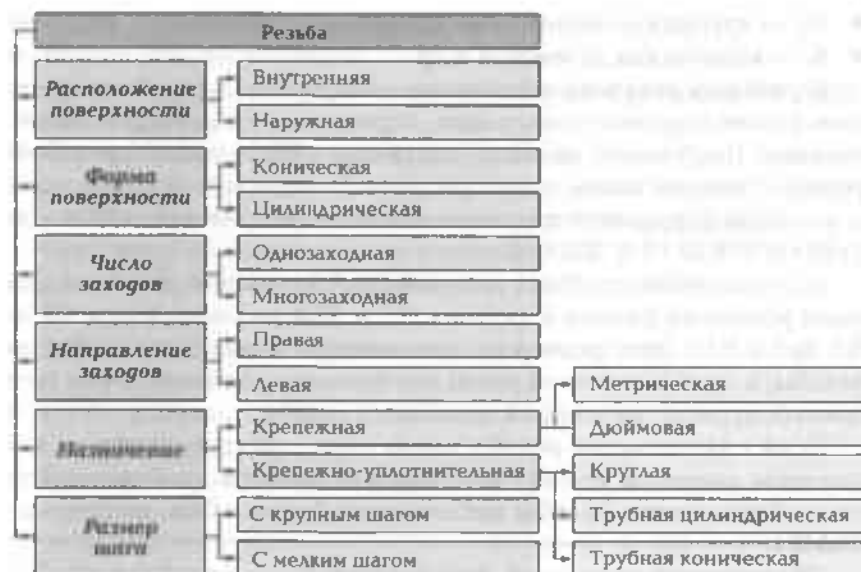 Резьба
Расположение
поверхности
Внутренняя
Наружная
Форма
поверхности
Коническая
Цилиндрическая
Число
заходов
Однозаходная
Многозаходная
Направление
заходов
Правая
Левая
Назначение
Крепежная
Метрическая
Дюймовая
Крепежно-уплотнительная
Круглая
Трубная цилиндрическая
Трубная коническая
Размер
шага
С крупным шагом
С мелким шагом